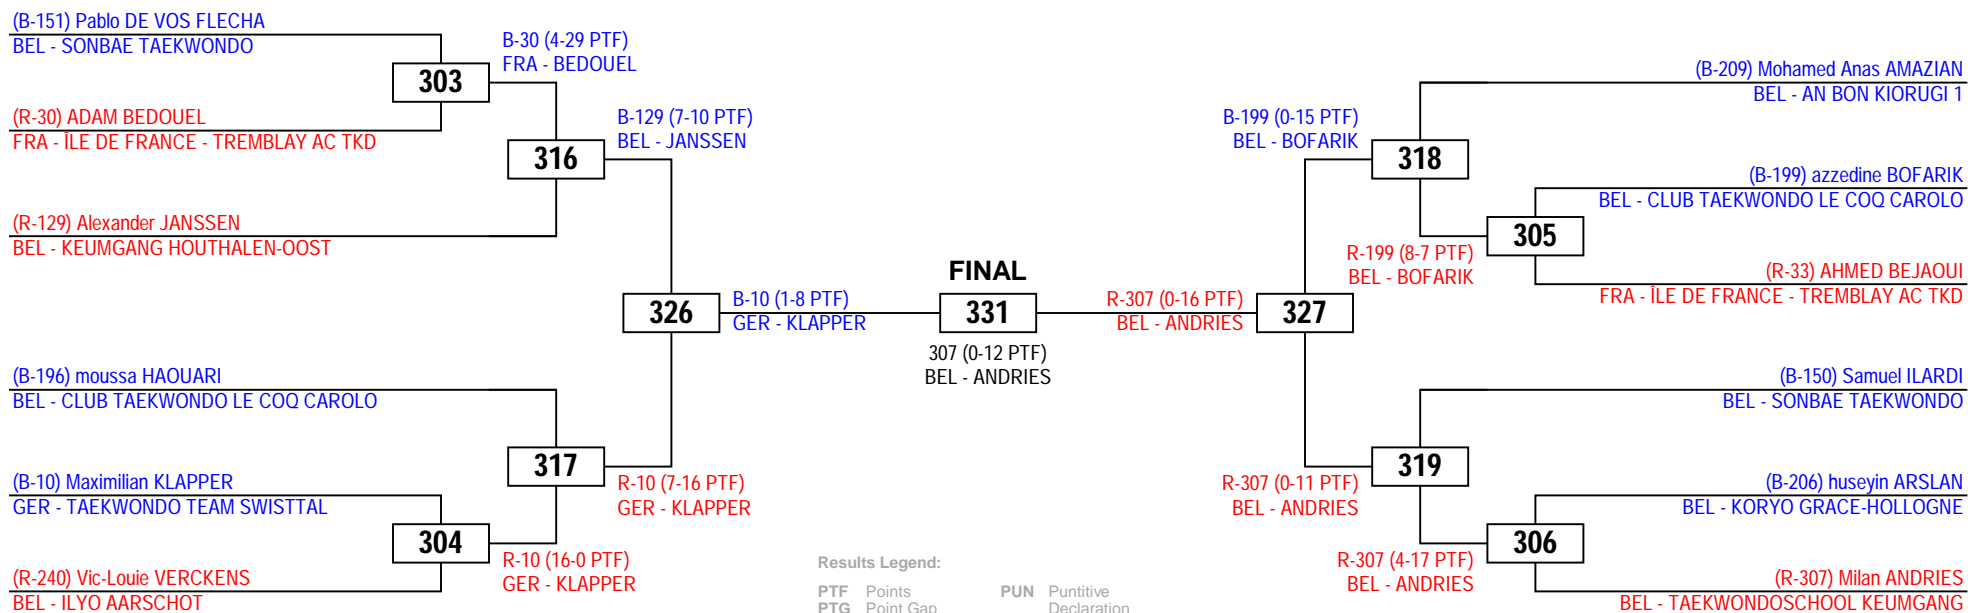 (B-151) Pablo DE VOS FLECHA
BEL - SONBAE TAEKWONDO
303
B-30 (4-29 PTF)
FRA - BEDOUEL
(R-30) ADAM BEDOUEL
FRA - ÎLE DE FRANCE - TREMBLAY AC TKD
316
B-129 (7-10 PTF)
BEL - JANSSEN
(R-129) Alexander JANSSEN
BEL - KEUMGANG HOUTHALEN-OOST
326
B-10 (1-8 PTF)
GER - KLAPPER
(B-196) moussa HAOUARI
BEL - CLUB TAEKWONDO LE COQ CAROLO
317
R-10 (7-16 PTF)
GER - KLAPPER
(B-10) Maximilian KLAPPER
GER - TAEKWONDO TEAM SWISTTAL
304
R-10 (16-0 PTF)
GER - KLAPPER
(R-240) Vic-Louie VERCKENS
BEL - ILYO AARSCHOT
FINAL
331
307 (0-12 PTF)
BEL - ANDRIES
(B-209) Mohamed Anas AMAZIAN
BEL - AN BON KIORUGI 1
B-199 (0-15 PTF)
BEL - BOFARIK
318
(B-199) azzedine BOFARIK
BEL - CLUB TAEKWONDO LE COQ CAROLO
305
R-199 (8-7 PTF)
BEL - BOFARIK
(R-33) AHMED BEJAOUI
FRA - ÎLE DE FRANCE - TREMBLAY AC TKD
R-307 (0-16 PTF)
BEL - ANDRIES
327
(B-150) Samuel ILARDI
BEL - SONBAE TAEKWONDO
319
R-307 (0-11 PTF)
BEL - ANDRIES
(B-206) huseyin ARSLAN
BEL - KORYO GRACE-HOLLOGNE
306
R-307 (4-17 PTF)
BEL - ANDRIES
(R-307) Milan ANDRIES
BEL - TAEKWONDOSCHOOL KEUMGANG
Results Legend:
PTF Points PUN Puntitive
PTG Point Gap Declaration